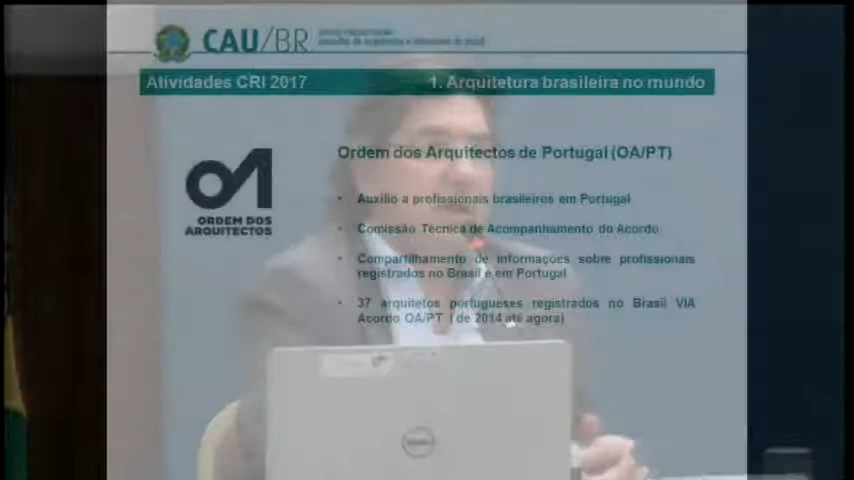 CAU/BR
Atividades CRI 2017
1. Arquitetura brasileira no mundo
Ordem dos Arquitectos de Portugal (OA/PT)
OA
ORDEM DOS
ARQUITECTOS
• Auxílio a profissionais brasileiros em Portugal
• Comissão Técnica de Acompanhamento do Acordo
• Compartilhamento de informações sobre profissionais
registrados no Brasil e em Portugal
• 37 arquitetos portugueses registrados no Brasil VIA
Acordo OA/PT ( de 2014 até agora)
DELL